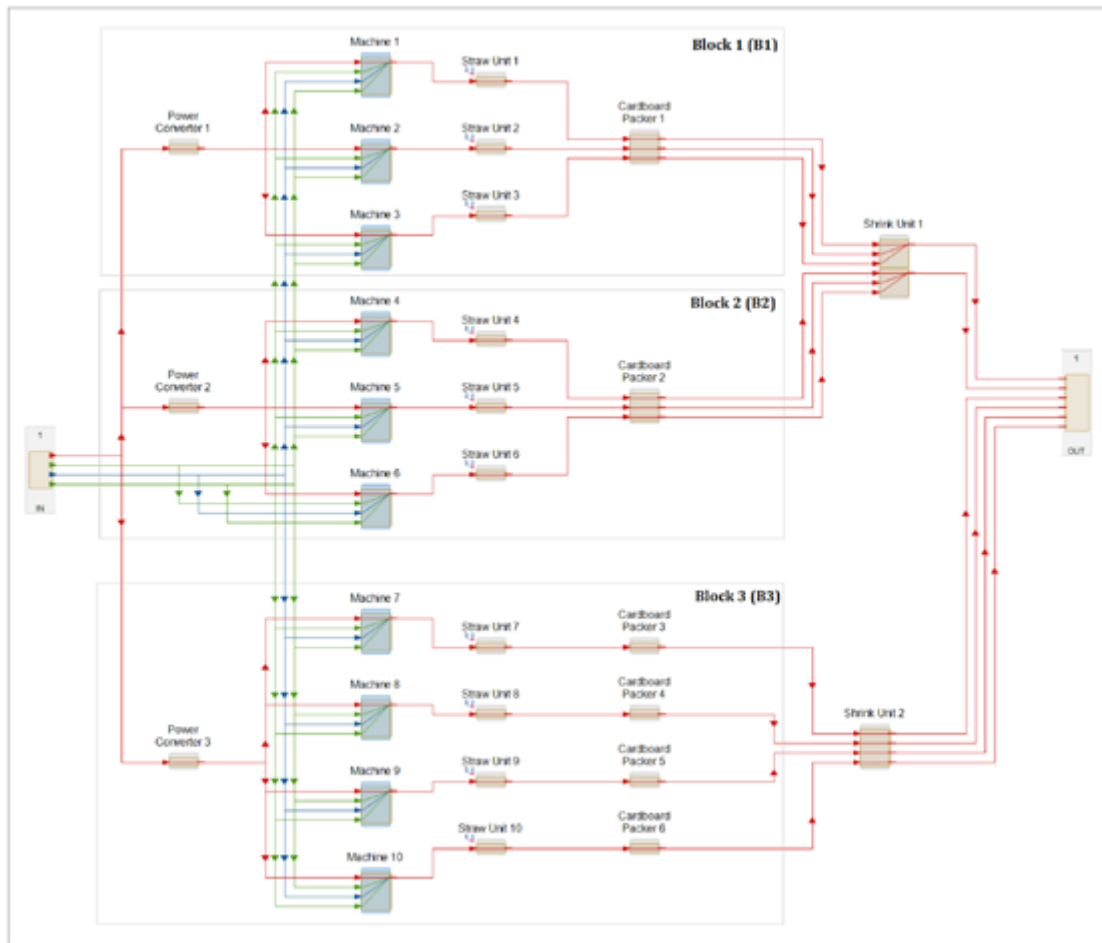 Block 1 (B1)
Machine 1
Straw Unit 1
Power
Converter 1
Cardboard
Packer 1
Machine 2
Straw Unit 2
Straw Unit 3
Machine 3
Shrink Unit 1
Block 2 (B2)
Machine 4
Straw Unit 4
Power
Converter 2
Cardboard
Packer 2
Machine 5
Straw Unit 5
1
OUT
1
IN
Machine 6
Straw Unit 6
Block 3 (B3)
Machine 7
Straw Unit 7
Cardboard
Packer 3
Machine 8
Straw Unit 8
Cardboard
Packer 4
Shrink Unit 2
Power
Converter 3
Machine 9
Straw Unit 9
Cardboard
Packer 5
Machine 10
Straw Unit 10
Cardboard
Packer 6